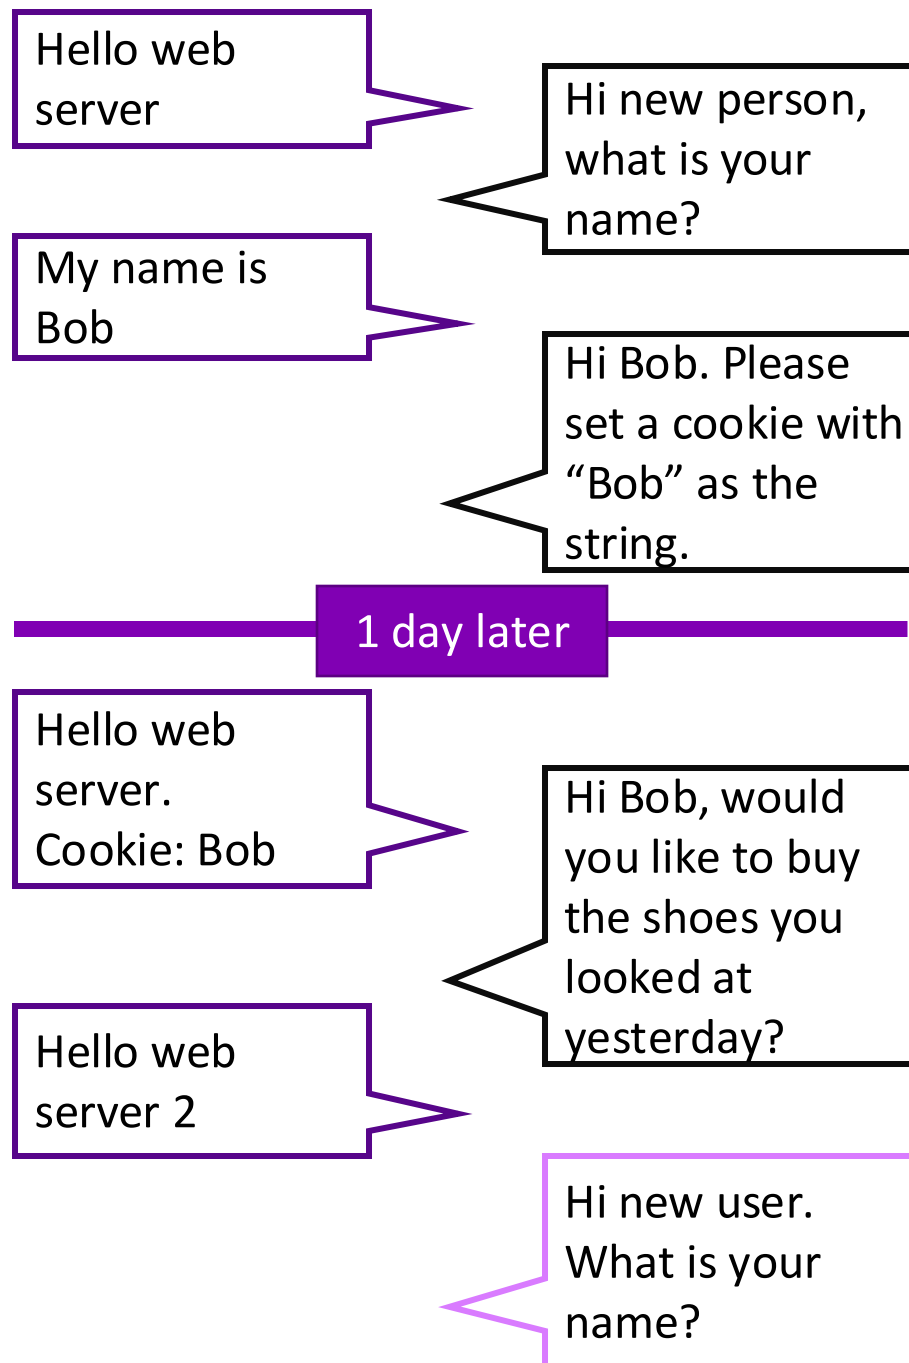 Hello web
server
Hi new person,
what is your
name?
My name is
Bob
Hi Bob. Please
set a cookie with
“Bob” as the
string.
1 day later
Hello web
server.
Cookie: Bob
Hi Bob, would
you like to buy
the shoes you
looked at
yesterday?
Hello web
server 2
Hi new user.
What is your
name?